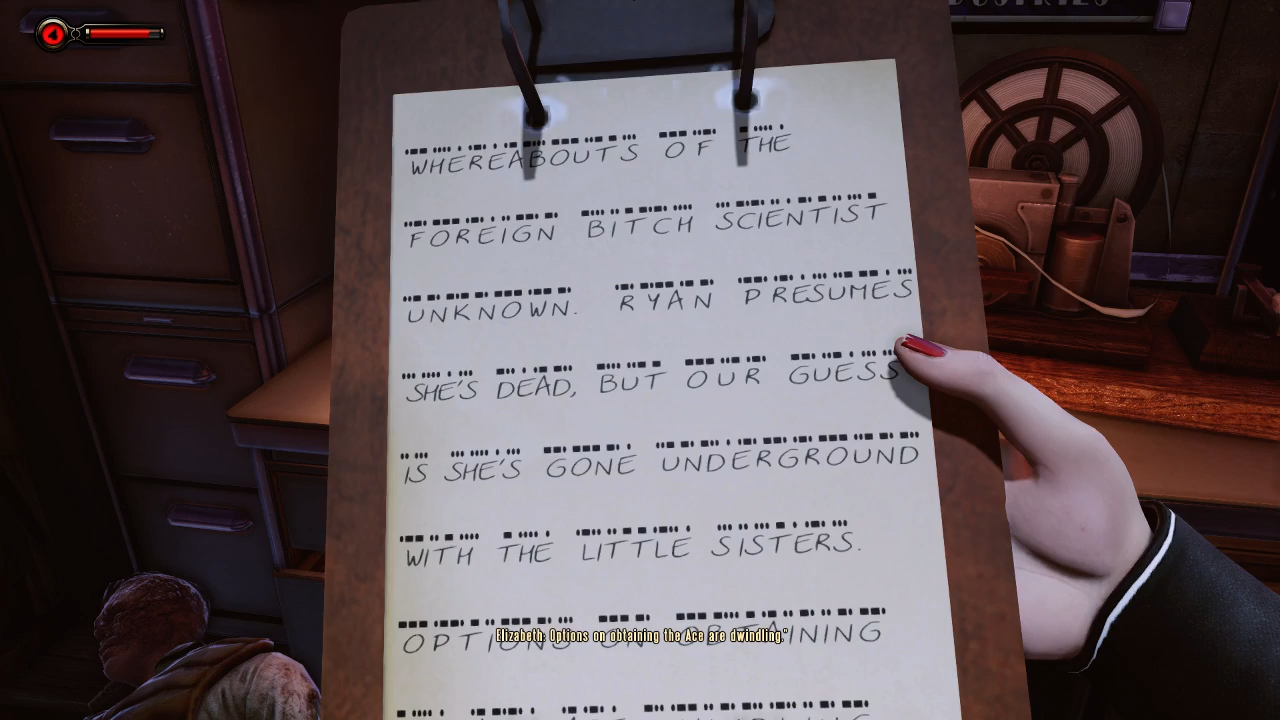 WHEREABOUTS OF THE
FOREIGN BITCH SCIENTIST
UNKNOWN. RYAN PRESUMES
SHE'S DEAD, BUT OUR GUESS
IS SHE'S GONE UNDERGROUND
WITH THE LITTLE SISTERS.
OPTIONS ON OBTAINING
Elizabeth: Options on obtaining the Ace are dwindling."